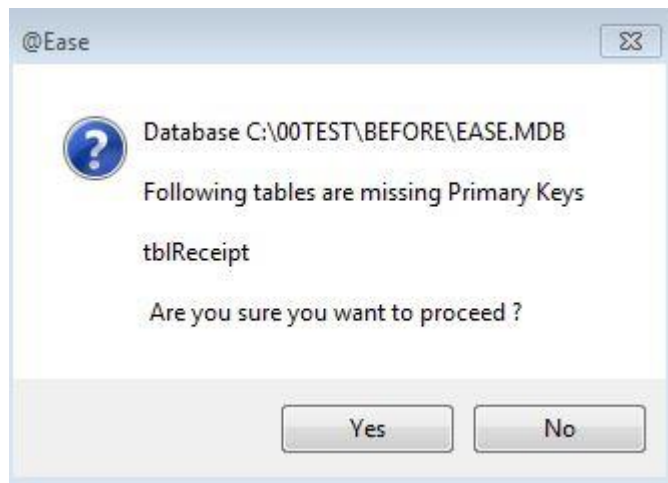 @Ease
Database C:\00TEST\BEFORE\EASE.MDB
Following tables are missing Primary Keys
tblReceipt
Are you sure you want to proceed ?
Yes
No